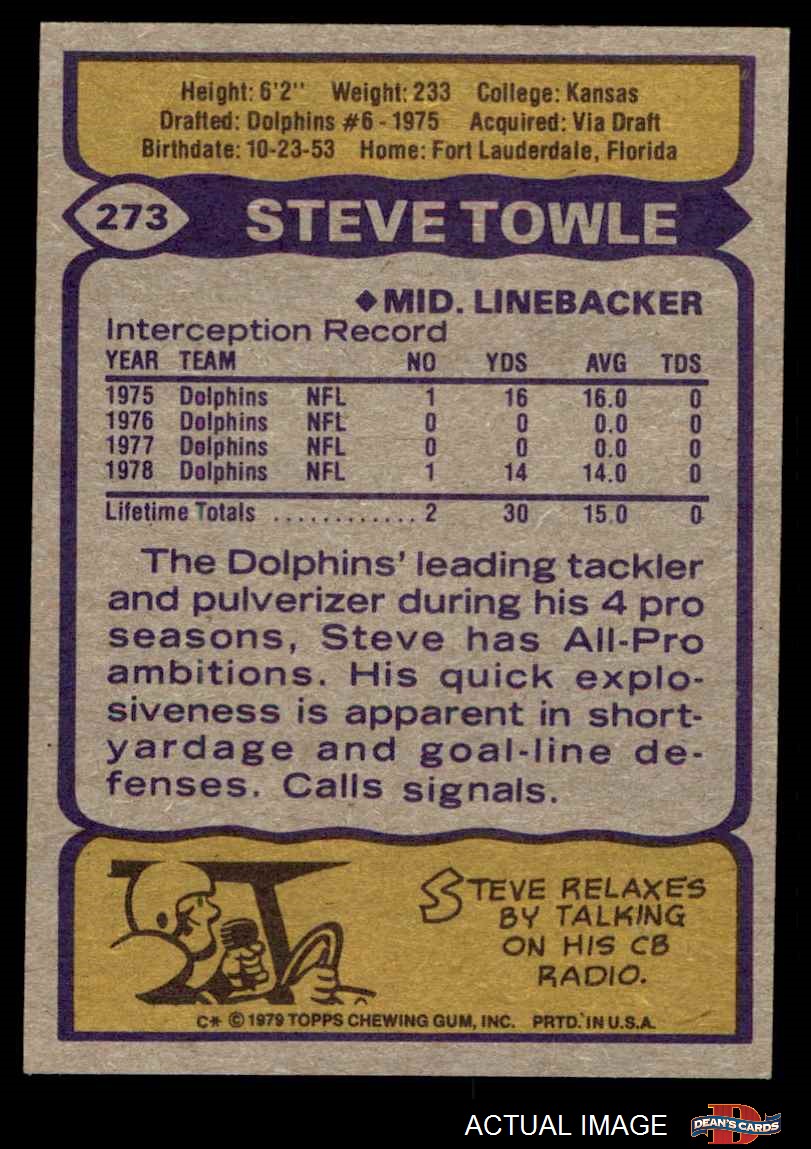 Height: 6'2" Weight: 233 College: Kansas
Drafted: Dolphins #6 - 1975 Acquired: Via Draft
Birthdate: 10-23-53 Home: Fort Lauderdale, Florida
273 STEVE TOWLE
◆MID. LINEBACKER
Interception Record
YEAR TEAM NO YDS AVG TDS
1975 Dolphins NFL 1 16 16.0 0
1976 Dolphins NFL 0 0 0.0 0
1977 Dolphins NFL 0 0 0.0 0
1978 Dolphins NFL 1 14 14.0 0
Lifetime Totals ............ 2 30 15.0 0
The Dolphins' leading tackler
and pulverizer during his 4 pro
seasons, Steve has All-Pro
ambitions. His quick explo-
siveness is apparent in short-
yardage and goal-line de-
fenses. Calls signals.
STEVE RELAXES
BY TALKING
ON HIS CB
RADIO.
C* © 1979 TOPPS CHEWING GUM, INC. PRTD. IN U.S.A.
ACTUAL IMAGE
D
DEAN'S CARDS